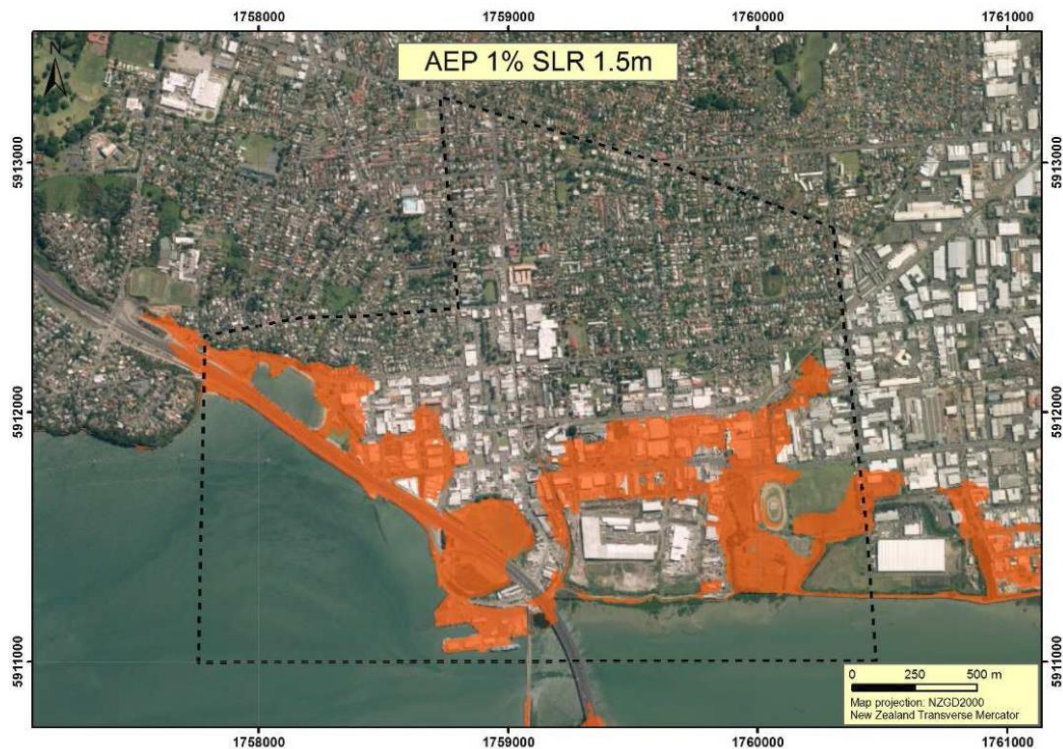 1758000 1759000 1760000 1761000
N
AEP 1% SLR 1.5m
5913000 5913000
5912000 5912000
5911000 5911000
0 250 500 m
Map projection: NZGD2000
New Zealand Transverse Mercator
1758000 1759000 1760000 1761000